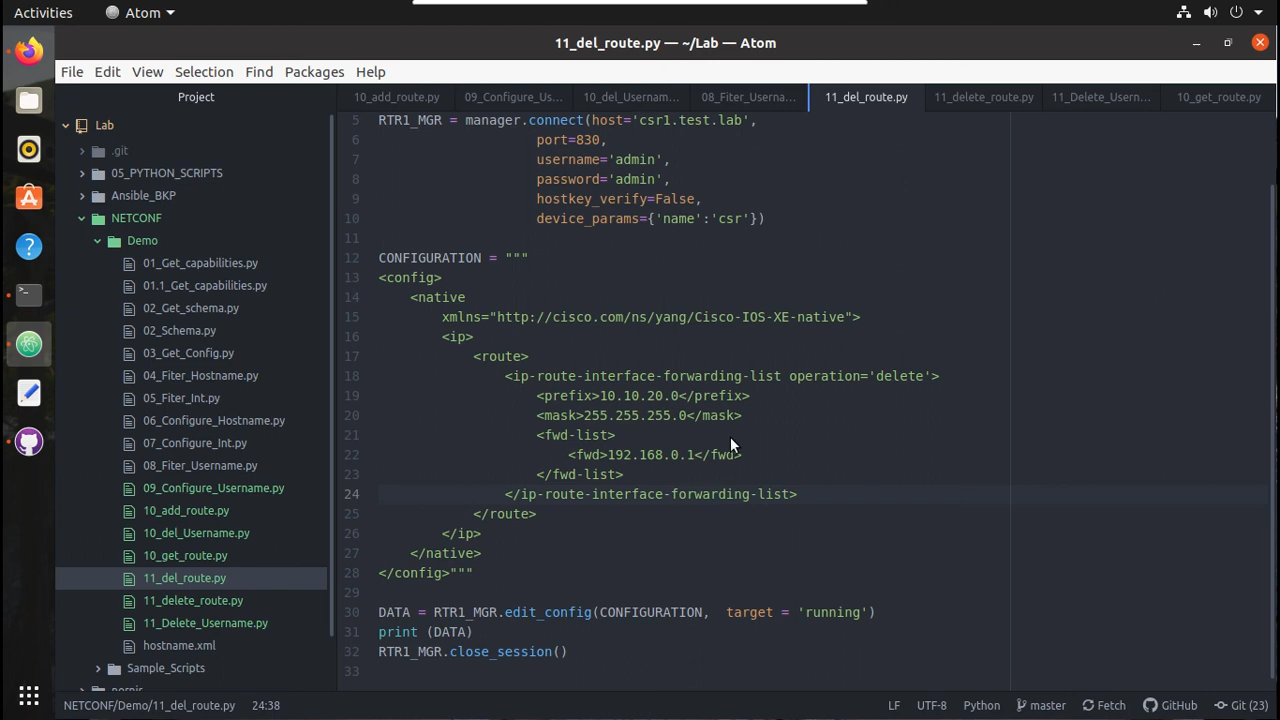 Activities
Atom
11_del_route.py — ~/Lab — Atom
File Edit View Selection Find Packages Help
Project
10_add_route.py 09_Configure_Us... 10_del_Usernam... 08_Fiter_Userna... 11_del_route.py 11_delete_route.py 11_Delete_Usern... 10_get_route.py
Lab
.git
05_PYTHON_SCRIPTS
Ansible_BKP
NETCONF
Demo
01_Get_capabilities.py
01.1_Get_capabilities.py
02_Get_schema.py
02_Schema.py
03_Get_Config.py
04_Fiter_Hostname.py
05_Fiter_Int.py
06_Configure_Hostname.py
07_Configure_Int.py
08_Fiter_Username.py
09_Configure_Username.py
10_add_route.py
10_del_Username.py
10_get_route.py
11_del_route.py
11_delete_route.py
11_Delete_Username.py
hostname.xml
Sample_Scripts
5 RTR1_MGR = manager.connect(host='csr1.test.lab',
6 port=830,
7 username='admin',
8 password='admin',
9 hostkey_verify=False,
10 device_params={'name':'csr'})
11
12 CONFIGURATION = """
13 <config>
14 <native
15 xmlns="http://cisco.com/ns/yang/Cisco-IOS-XE-native">
16 <ip>
17 <route>
18 <ip-route-interface-forwarding-list operation='delete'>
19 <prefix>10.10.20.0</prefix>
20 <mask>255.255.255.0</mask>
21 <fwd-list>
22 <fwd>192.168.0.1</fwd>
23 </fwd-list>
24 </ip-route-interface-forwarding-list>
25 </route>
26 </ip>
27 </native>
28 </config>"""
29
30 DATA = RTR1_MGR.edit_config(CONFIGURATION, target = 'running')
31 print (DATA)
32 RTR1_MGR.close_session()
33
NETCONF/Demo/11_del_route.py 24:38 LF UTF-8 Python master Fetch GitHub Git (23)